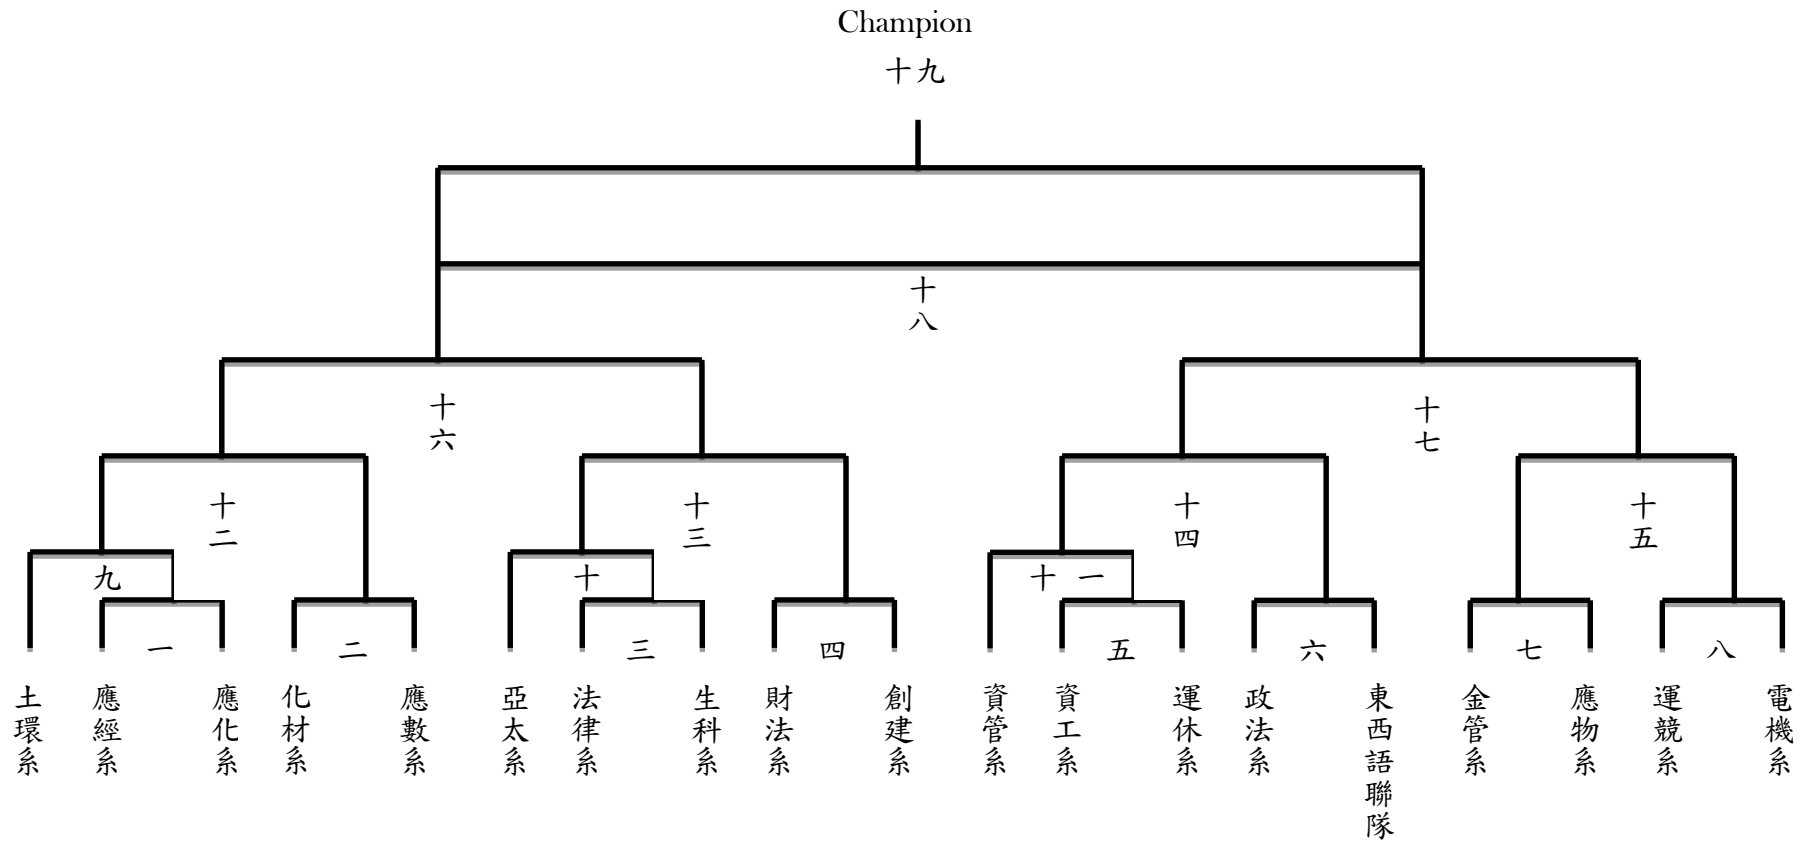 Champion
十九
十八
十六
十七
十二
十三
十四
十五
九
十
十 一
一
二
三
四
五
六
七
八
土環系
應經系
應化系
化材系
應數系
亞太系
法律系
生科系
財法系
創建系
資管系
資工系
運休系
政法系
東西語聯隊
金管系
應物系
運競系
電機系